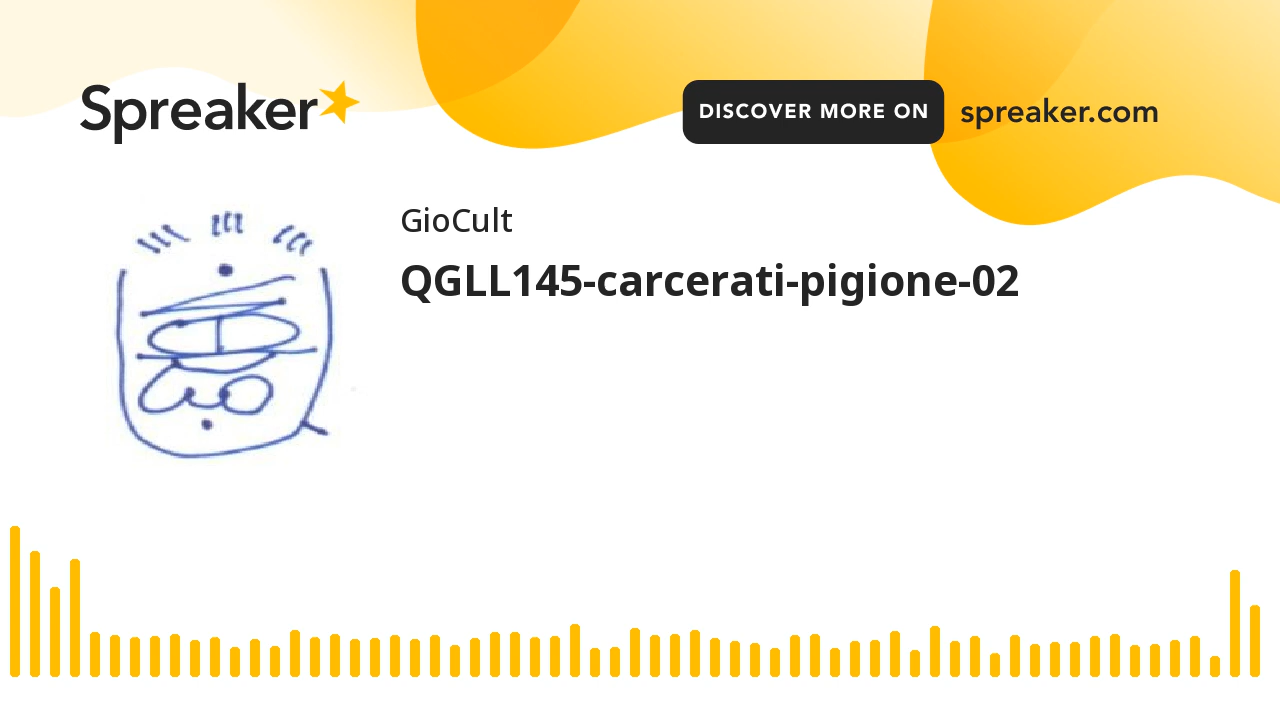 Spreaker
DISCOVER MORE ON spreaker.com
GioCult
QGLL145-carcerati-pigione-02